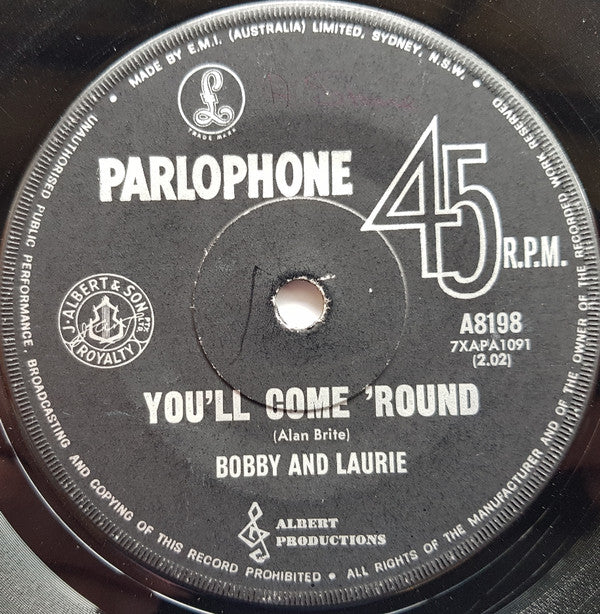 MADE BY E.M.I. (AUSTRALIA) LIMITED, SYDNEY, N.S.W. •
£
TRADE MARK
PARLOPHONE
45
R.P.M.
J. ALBERT & SON PTY LTD
ROYALTY
A8198
7XAPA1091
(2.02)
YOU'LL COME 'ROUND
(Alan Brite)
BOBBY AND LAURIE
ALBERT
PRODUCTIONS
ALL RIGHTS OF THE MANUFACTURER AND OF THE OWNER OF THE RECORDED WORK RESERVED
UNAUTHORISED PUBLIC PERFORMANCE, BROADCASTING AND COPYING OF THIS RECORD PROHIBITED •